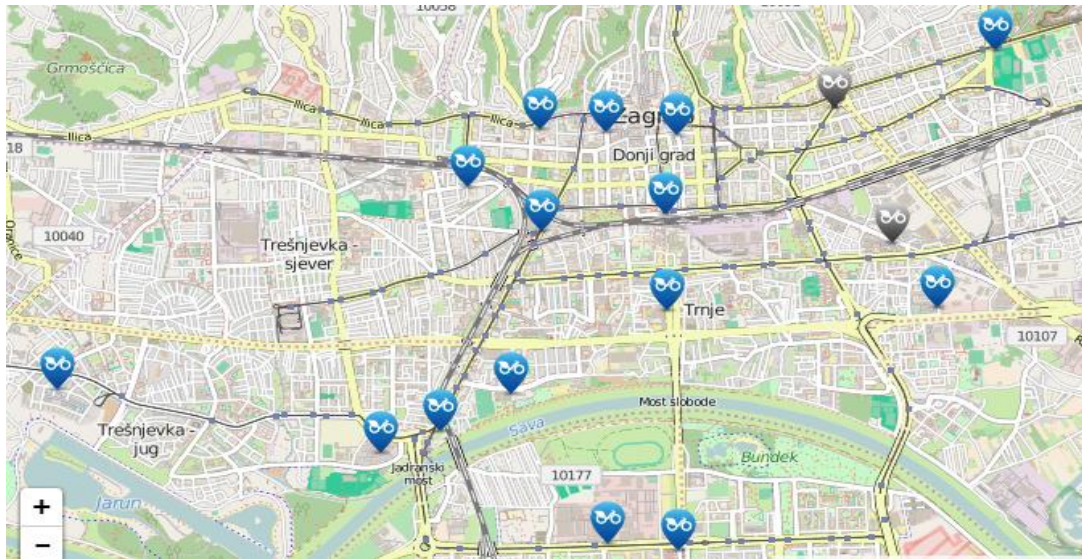 10058
Grmoščica
Ilica
Ilica
Ilica
Ilica
Donji grad
18
Oranice
10040
Trešnjevka -
sjever
Trnje
10107
Most slobode
Sava
Trešnjevka -
jug
Jadranski
most
Bundek
10177
Jarun
+
−